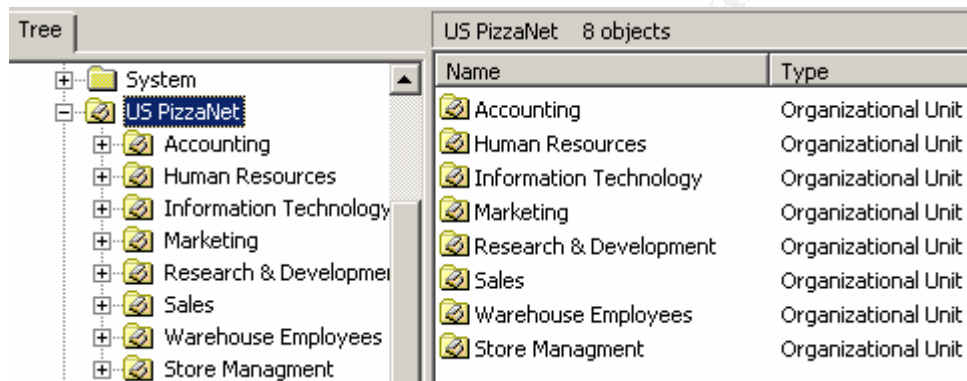 Tree
System
US PizzaNet
Accounting
Human Resources
Information Technology
Marketing
Research & Developmer
Sales
Warehouse Employees
Store Managment
US PizzaNet 8 objects
Name Type
Accounting Organizational Unit
Human Resources Organizational Unit
Information Technology Organizational Unit
Marketing Organizational Unit
Research & Development Organizational Unit
Sales Organizational Unit
Warehouse Employees Organizational Unit
Store Managment Organizational Unit